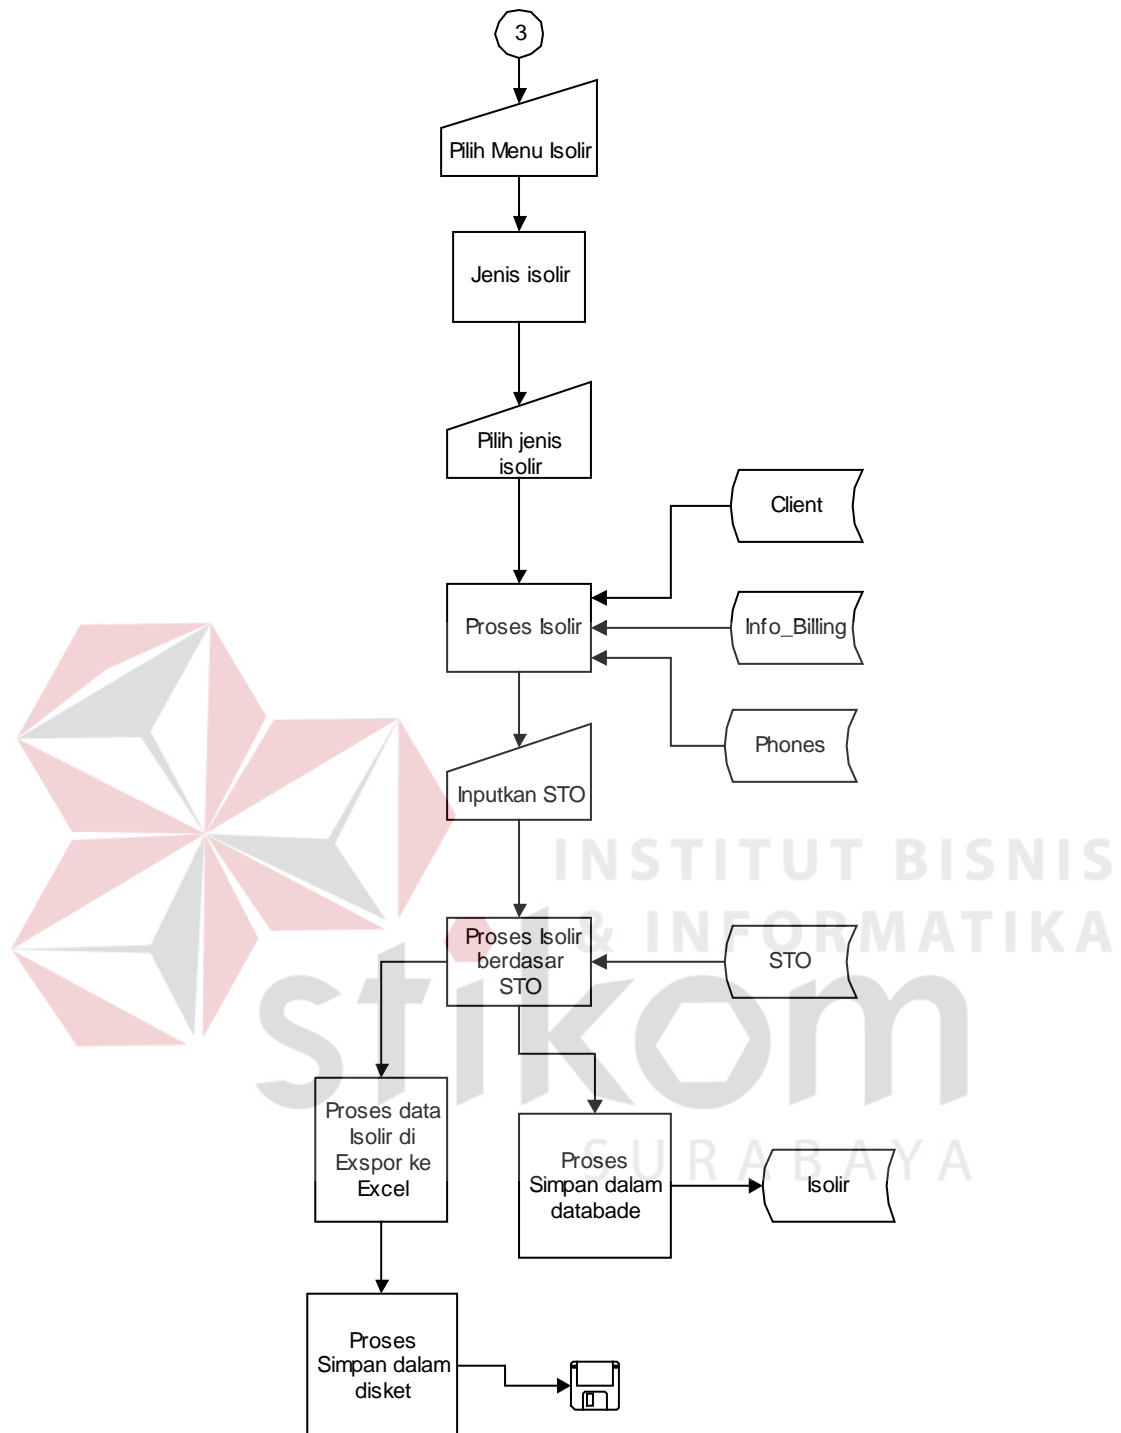 3
Pilih Menu Isolir
Jenis isolir
Pilih jenis
isolir
Client
Proses Isolir
Info_Billing
Phones
Inputkan STO
INSTITUT BISNIS
& INFORMATIKA
stikom
SURABAYA
Proses Isolir
berdasar
STO
STO
Proses data
Isolir di
Exspor ke
Excel
Proses
Simpan dalam
databade
Isolir
Proses
Simpan dalam
disket